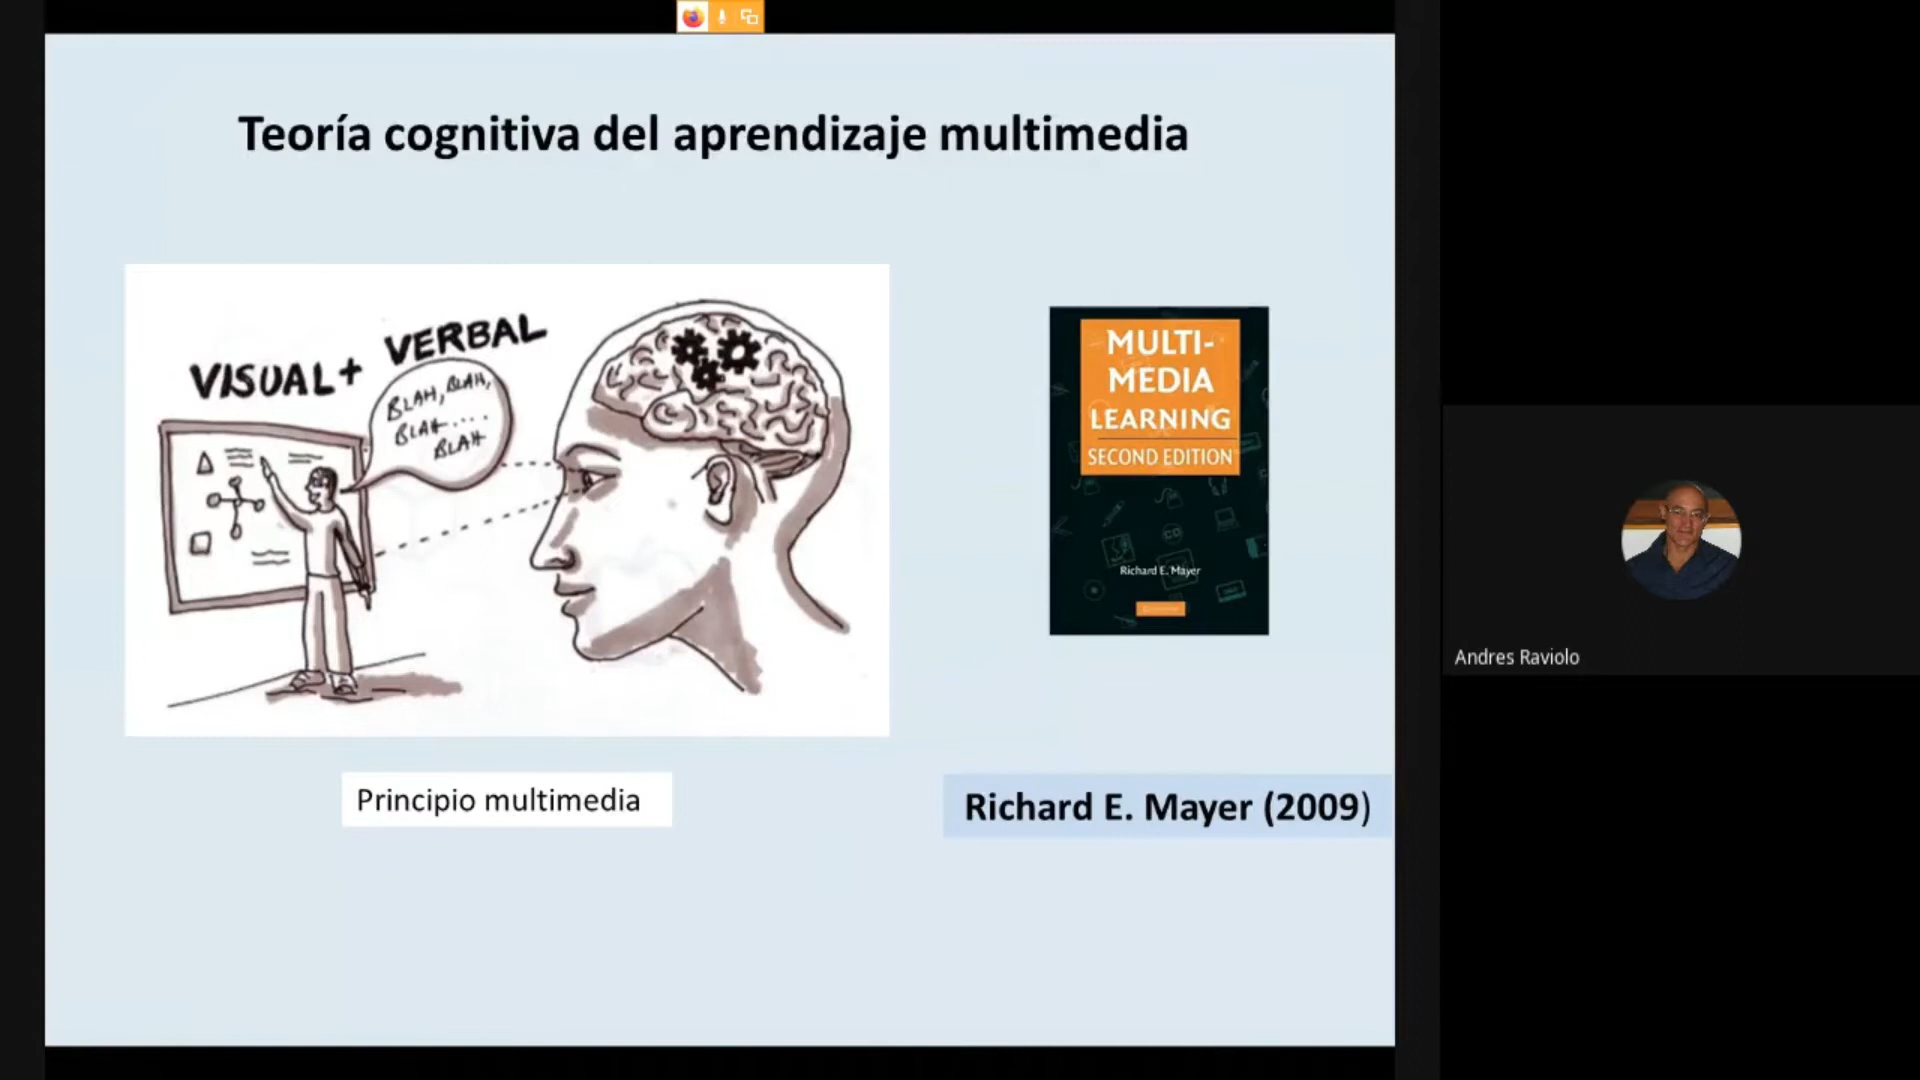 Teoría cognitiva del aprendizaje multimedia
VISUAL + VERBAL
BLAH, BLAH,
BLAH....
BLAH
MULTI-
MEDIA
LEARNING
SECOND EDITION
Richard E. Mayer
Principio multimedia
Richard E. Mayer (2009)
Andres Raviolo